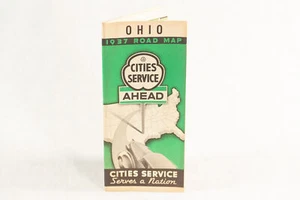 OHIO
1937 ROAD MAP
CITIES
SERVICE
AHEAD
CITIES SERVICE
Serves a Nation